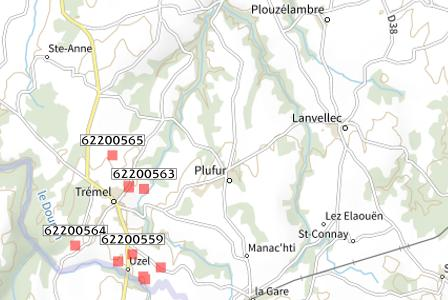 Plouzélambre
D38
Ste-Anne
Lanvellec
62200565
62200563
Plufur
Trémel
le Dou
Lez Elaouën
62200564
62200559
St-Connay
Manac'hti
Uzel
la Gare
S